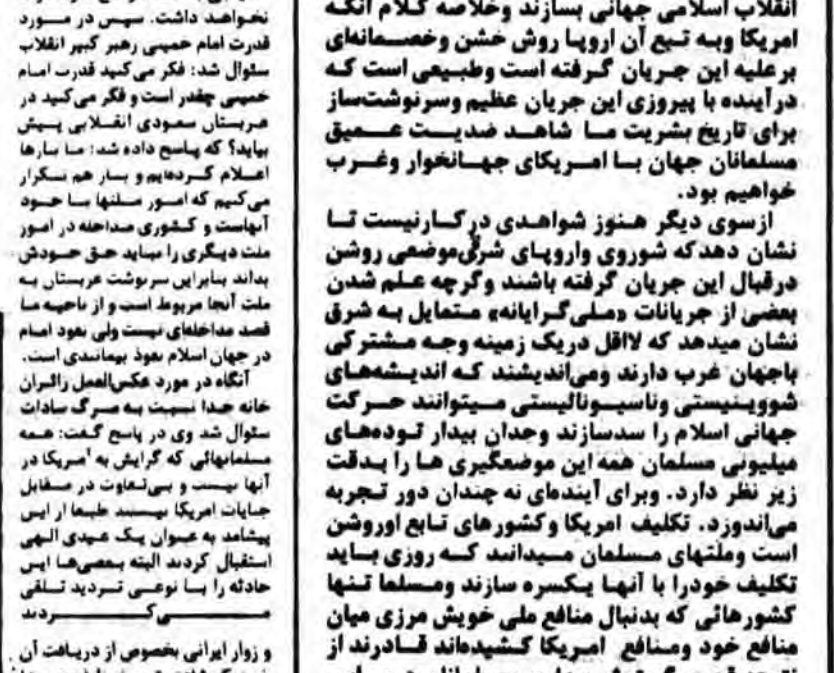 انقلاب اسلامی جهانی بسازند وخلاصه کلام آنکه
امریکا وبه تبع آن اروپا روش خشن وخصمانه‌ای
برعلیه این جریان گرفته است وطبیعی است که
درآینده با پیروزی این جریان عظیم وسرنوشت‌ساز
برای تاریخ بشریت ما شاهد ضدیت عمیق
مسلمانان جهان با امریکای جهانخوار وغرب
خواهیم بود.
ازسوی دیگر هنوز شواهدی درکارنیست تا
نشان دهدکه شوروی واروپای شرقی‌موضعی روشن
درقبال این جریان گرفته باشند وگرچه علم شدن
بعضی از جریانات «ملی‌گرایانه» متمایل به شرق
نشان میدهد که لااقل دریک زمینه وجه مشترکی
باجهان غرب دارند ومی‌اندیشند که اندیشه‌های
شووینیستی وناسیونالیستی میتوانند حرکت
جهانی اسلام را سدسازند وجدان بیدار توده‌های
میلیونی مسلمان همه این موضعگیری ها را بدقت
زیر نظر دارد. وبرای آینده‌ای نه چندان دور تجربه
می‌اندوزد. تکلیف امریکا وکشورهای تابع اوروشن
است وملتهای مسلمان میدانند که روزی باید
تکلیف خودرا با آنها یکسره سازند ومسلما تنها
کشورهائی که بدنبال منافع ملی خویش مرزی میان
منافع خود ومنافع امریکا کشیده‌اند قادرند از
نخواهد داشت. سپس در مورد
قدرت امام خمینی رهبر کبیر انقلاب
سئوال شد: فکر می‌کنید قدرت امام
خمینی چقدر است و فکر می‌کنید در
عربستان سعودی انقلابی پیش
بیاید؟ که پاسخ داده شد: ما بارها
اعلام کرده‌ایم و باز هم تکرار
می‌کنیم که امور ملتها با خود
آنهاست و کشوری مداخله در امور
ملت دیگری را نباید حق خودش
بداند بنابراین سرنوشت عربستان به
ملت آنجا مربوط است و از ناحیه ما
قصد مداخله‌ای نیست ولی نفوذ امام
در جهان اسلام نفوذ بی‌مانندی است.
آنگاه در مورد عکس‌العمل زائران
خانه خدا نسبت به مرگ سادات
سئوال شد وی در پاسخ گفت: همه
مسلمانهائی که گرایش به آمریکا در
آنها نیست و بی‌تفاوت در مقابل
جنایات امریکا نیستند طبعا از این
پیشامد به عنوان یک عیدی الهی
استقبال کردند البته بعضی‌ها این
حادثه را با نوعی تردید تلقی
می‌کردند
و زوار ایرانی بخصوص از دریافت آن